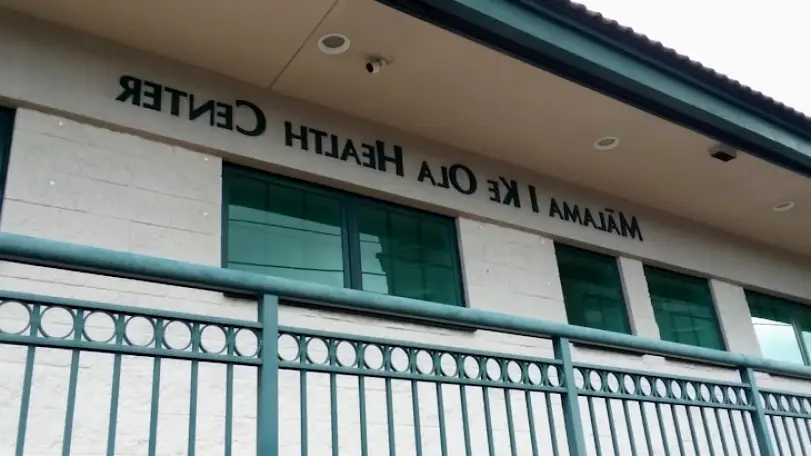 Mālama I Ke Ola Health Center